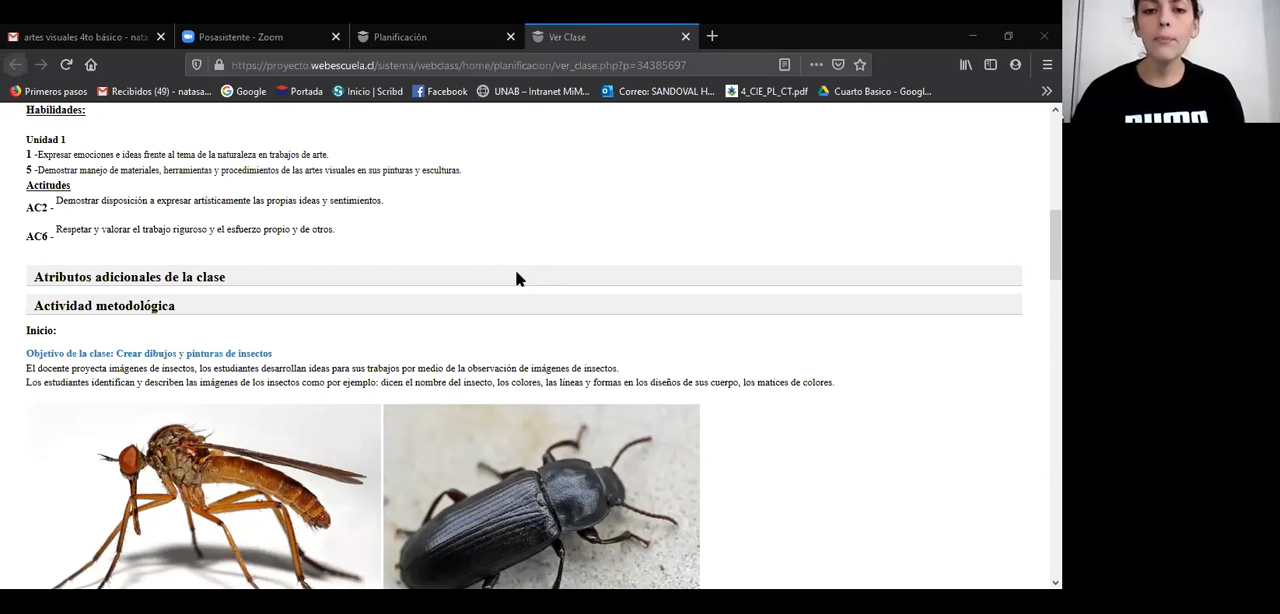 artes visuales 4to básico - nata
Posasistente - Zoom
Planificación
Ver Clase
https://proyecto.webescuela.cl/sistema/webclass/home/planificacion/ver_clase.php?p=34385697
Primeros pasos
Recibidos (49) - natasa...
Google
Portada
Inicio | Scribd
Facebook
UNAB – Intranet MiM...
Correo: SANDOVAL H...
4_CIE_PL_CT.pdf
Cuarto Basico - Googl...
Habilidades:
Unidad 1
1 -Expresar emociones e ideas frente al tema de la naturaleza en trabajos de arte.
5 -Demostrar manejo de materiales, herramientas y procedimientos de las artes visuales en sus pinturas y esculturas.
Actitudes
AC2 - Demostrar disposición a expresar artísticamente las propias ideas y sentimientos.
AC6 - Respetar y valorar el trabajo riguroso y el esfuerzo propio y de otros.
Atributos adicionales de la clase
Actividad metodológica
Inicio:
Objetivo de la clase: Crear dibujos y pinturas de insectos
El docente proyecta imágenes de insectos, los estudiantes desarrollan ideas para sus trabajos por medio de la observación de imágenes de insectos.
Los estudiantes identifican y describen las imágenes de los insectos como por ejemplo: dicen el nombre del insecto, los colores, las líneas y formas en los diseños de su cuerpo, los matices de colores.
PUMA